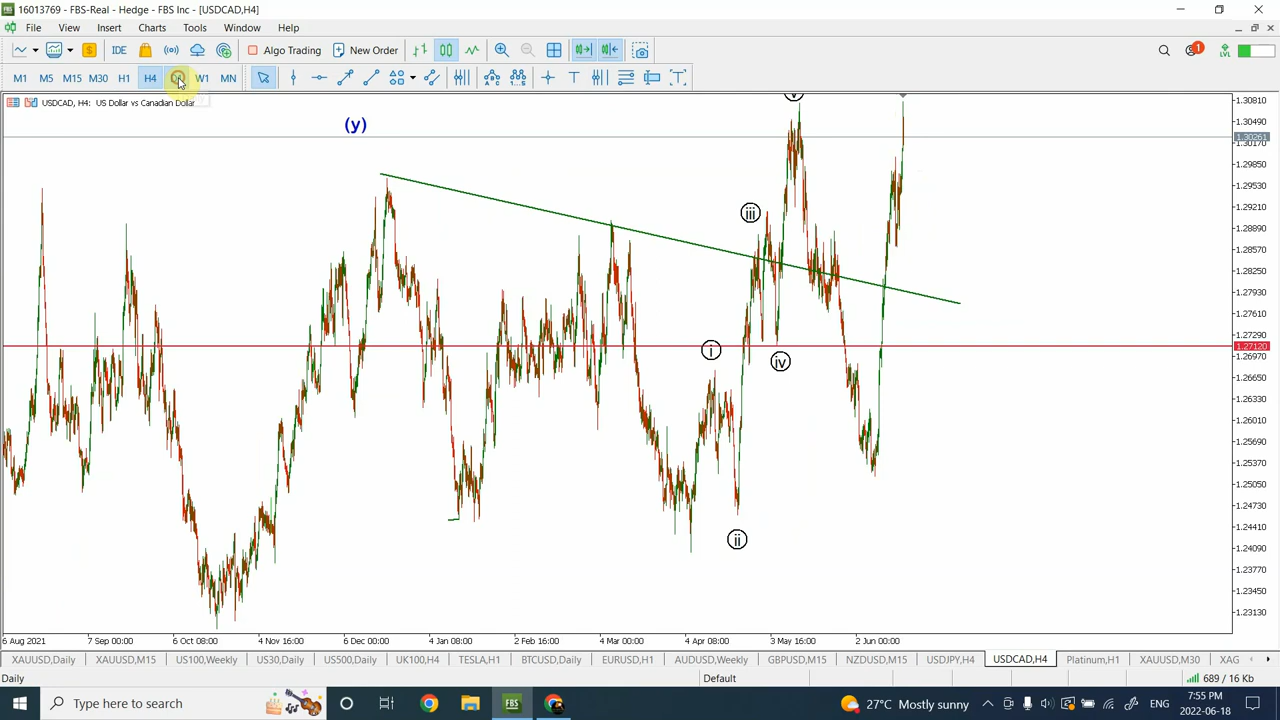 16013769 - FBS-Real - Hedge - FBS Inc - [USDCAD,H4]
File View Insert Charts Tools Window Help
IDE Algo Trading New Order 1 LVL
M1 M5 M15 M30 H1 H4 W1 MN
USDCAD, H4: US Dollar vs Canadian Dollar
(y)
v
iii
i
iv
ii
1.30810
1.30490
1.30261
1.30170
1.29850
1.29530
1.29210
1.28890
1.28570
1.28250
1.27930
1.27610
1.27120
1.26970
1.26650
1.26330
1.26010
1.25690
1.25370
1.25050
1.24730
1.24410
1.24090
1.23770
1.23450
1.23130
6 Aug 2021 7 Sep 00:00 6 Oct 08:00 4 Nov 16:00 6 Dec 00:00 4 Jan 08:00 2 Feb 16:00 4 Mar 00:00 4 Apr 08:00 3 May 16:00 2 Jun 00:00
XAUUSD,Daily XAUUSD,M15 US100,Weekly US30,Daily US500,Daily UK100,H4 TESLA,H1 BTCUSD,Daily EURUSD,H1 AUDUSD,Weekly GBPUSD,M15 NZDUSD,M15 USDJPY,H4 USDCAD,H4 Platinum,H1 XAUUSD,M30 XAG
Daily Default 689 / 16 Kb
Type here to search FBS 27°C Mostly sunny ENG 7:55 PM
2022-06-18